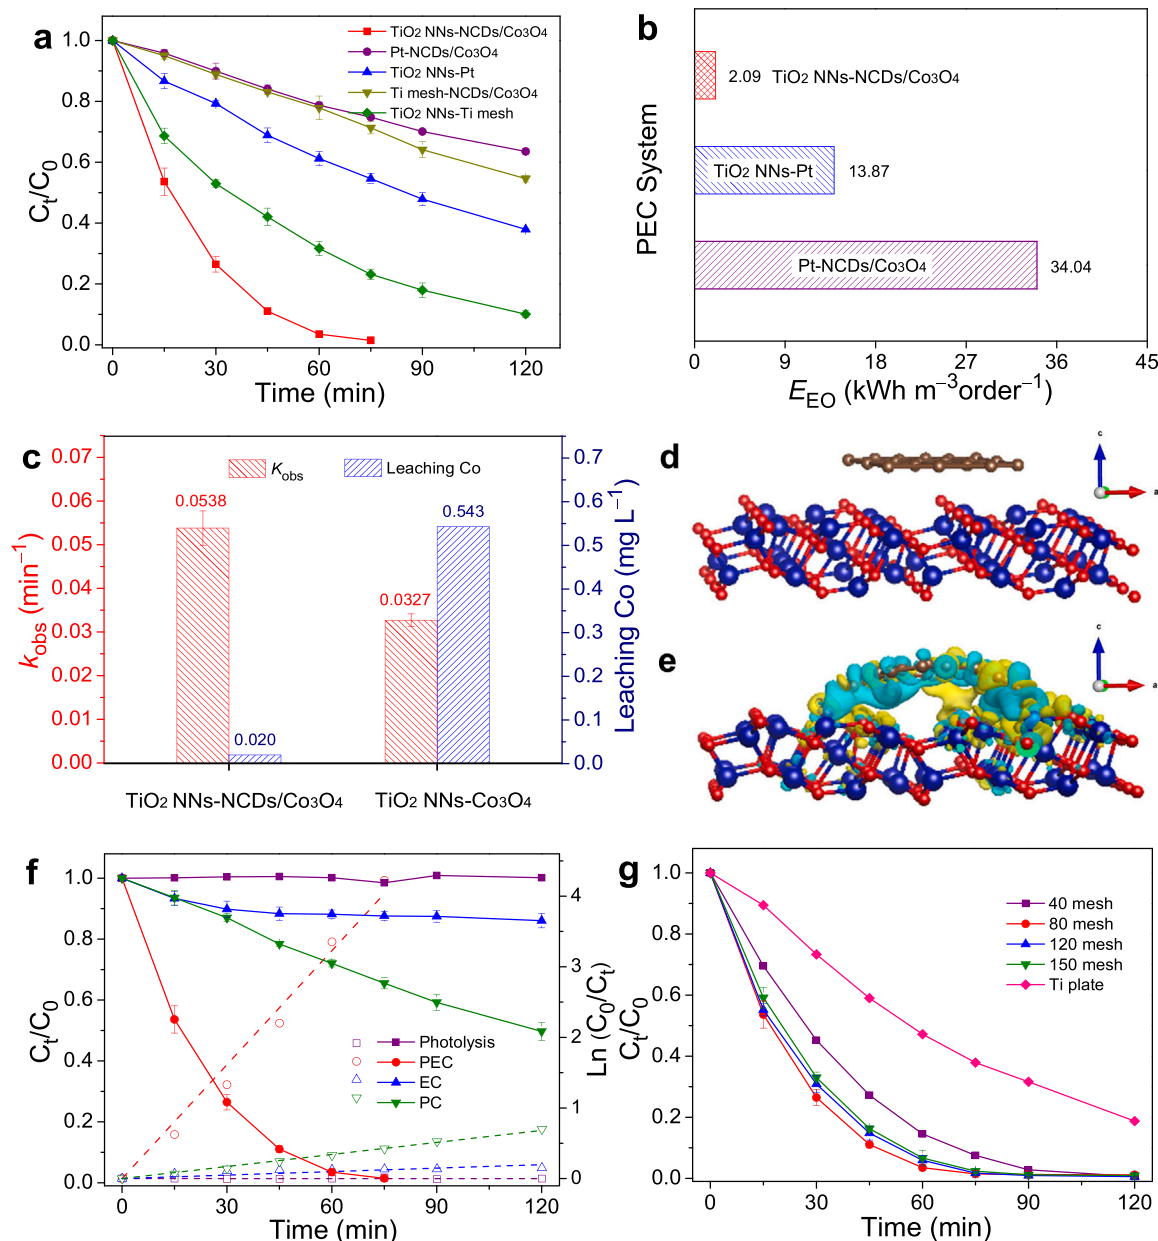 a
TiO2 NNs-NCDs/Co3O4
Pt-NCDs/Co3O4
TiO2 NNs-Pt
Ti mesh-NCDs/Co3O4
TiO2 NNs-Ti mesh
1.0
0.8
0.6
0.4
0.2
0.0
Ct/C0
0 30 60 90 120
Time (min)
b
PEC System
2.09 TiO2 NNs-NCDs/Co3O4
TiO2 NNs-Pt 13.87
Pt-NCDs/Co3O4 34.04
0 9 18 27 36 45
EEO (kWh m−3order−1)
c
Kobs Leaching Co
0.07
0.06
0.05
0.04
0.03
0.02
0.01
0.00
kobs (min−1)
0.0538
0.020
0.0327
0.543
0.7
0.6
0.5
0.4
0.3
0.2
0.1
0.0
Leaching Co (mg L−1)
TiO2 NNs-NCDs/Co3O4 TiO2 NNs-Co3O4
d
c
a
e
c
a
f
1.0
0.8
0.6
0.4
0.2
0.0
Ct/C0
Photolysis
PEC
EC
PC
4
3
2
1
0
Ln (C0/Ct)
0 15 30 45 60 75 90 105 120
Time (min)
g
40 mesh
80 mesh
120 mesh
150 mesh
Ti plate
1.0
0.8
0.6
0.4
0.2
0.0
Ct/C0
0 30 60 90 120
Time (min)